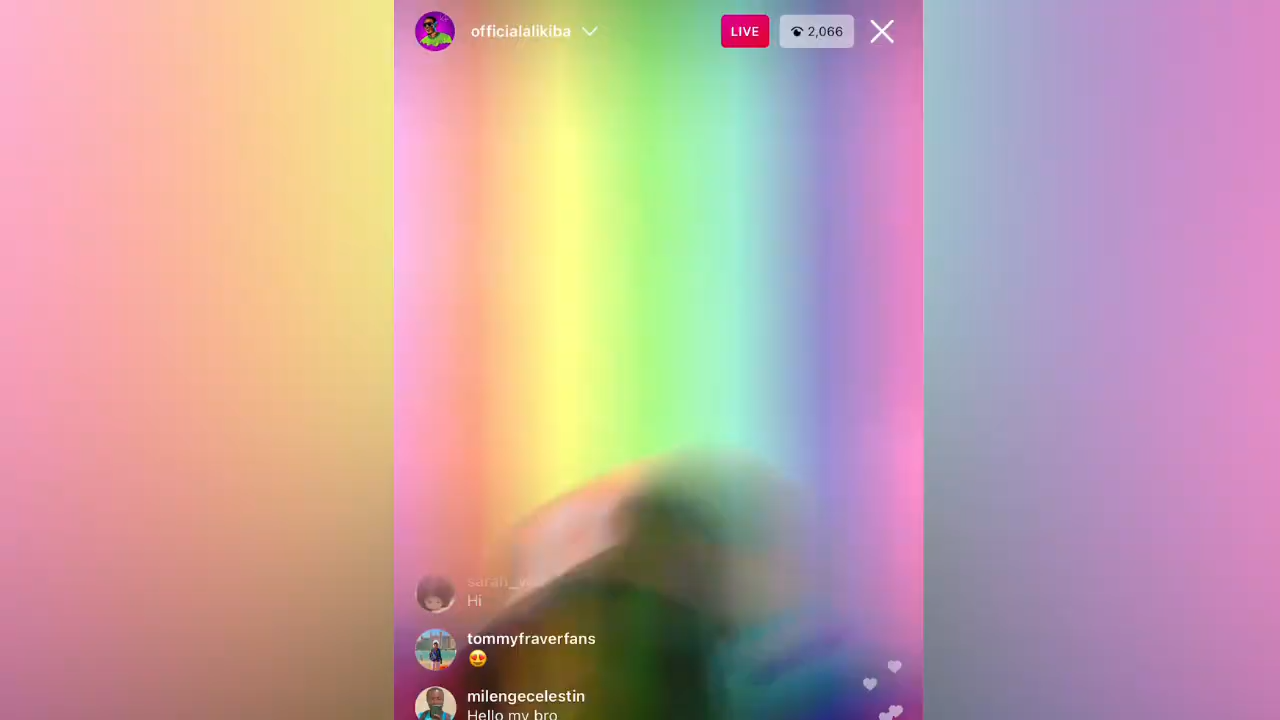 officialalikiba
LIVE
2,066
Hi
tommyfraverfans
😍
milengecelestin
Hello my bro